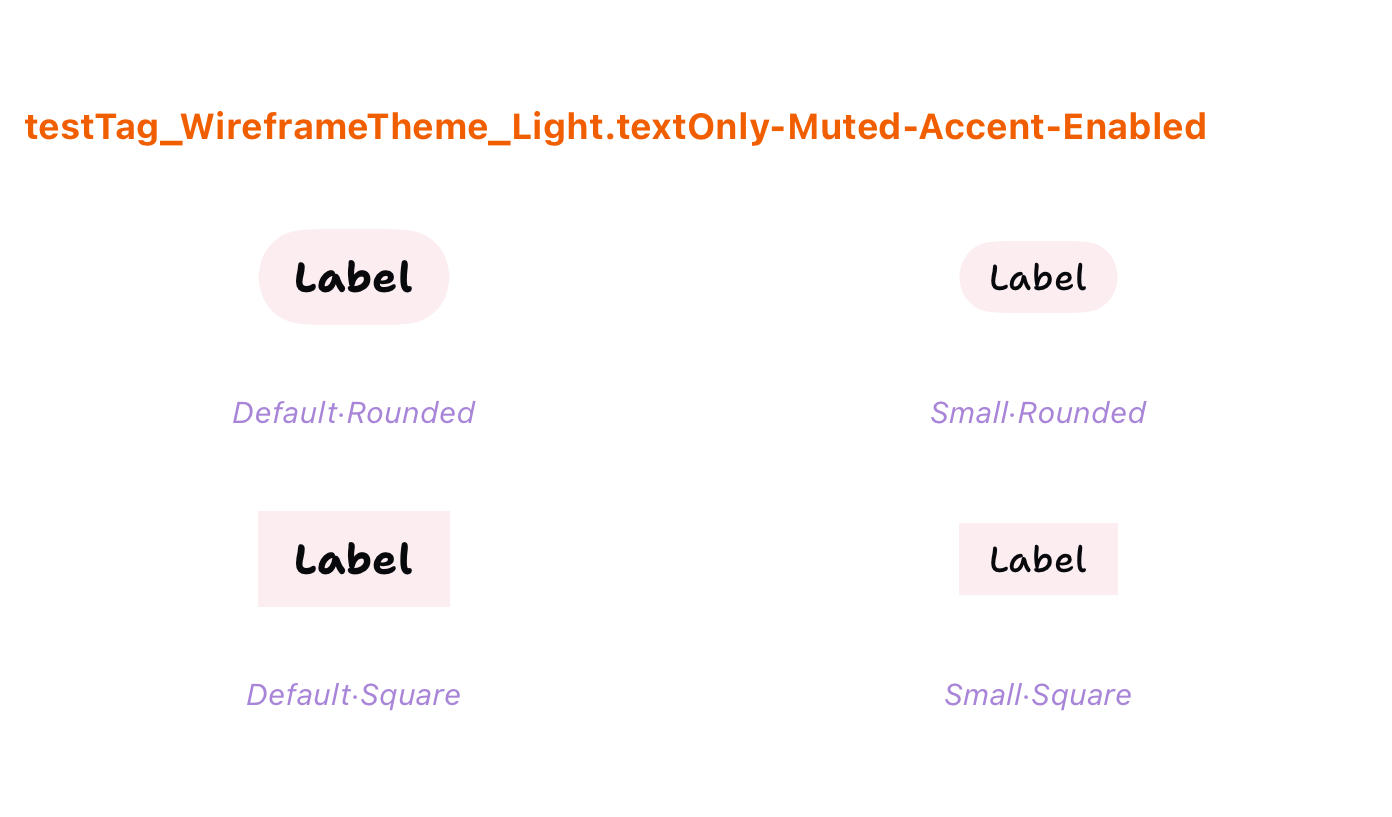 testTag_WireframeTheme_Light.textOnly-Muted-Accent-Enabled
Label
Label
Default·Rounded
Small·Rounded
Label
Label
Default·Square
Small·Square